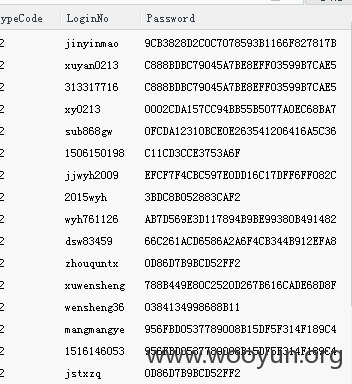 ypeCode LoginNo Password
2 jinyinmao 9CB3828D2C0C7078593B1166F827817B
2 xuyan0213 C888BDBC79045A7BE8EFF03599B7CAE5
2 313317716 C888BDBC79045A7BE8EFF03599B7CAE5
2 xy0213 0002CDA157CC94BB55B5077A0EC68BA7
2 sub868gw 0FCDA12310BCE0E263541206416A5C36
2 1506150198 C11CD3CCE3753A6F
2 jjwyh2009 EFCF7F4CBC597E0DD16C17DFF6FF082C
2 2015wyh 3BDC8B052883CAF2
2 wyh761126 AB7D569E3D117894B9BE99380B491482
2 dsw83459 66C261ACD6586A2A6F4CB344B912EFA8
2 zhouquntx 0D86D7B9BCD52FF2
2 xuwensheng 788B449E80C2520D267B616CADE68D8F
2 wensheng36 0384134998688B11
2 mangmangye 956FBD0537789008B15DF5F314F189C4
2 1516146053 956FBD0537789008B15DF5F314F189C4
2 jstxzq 0D86D7B9BCD52FF2
www.wooyun.org